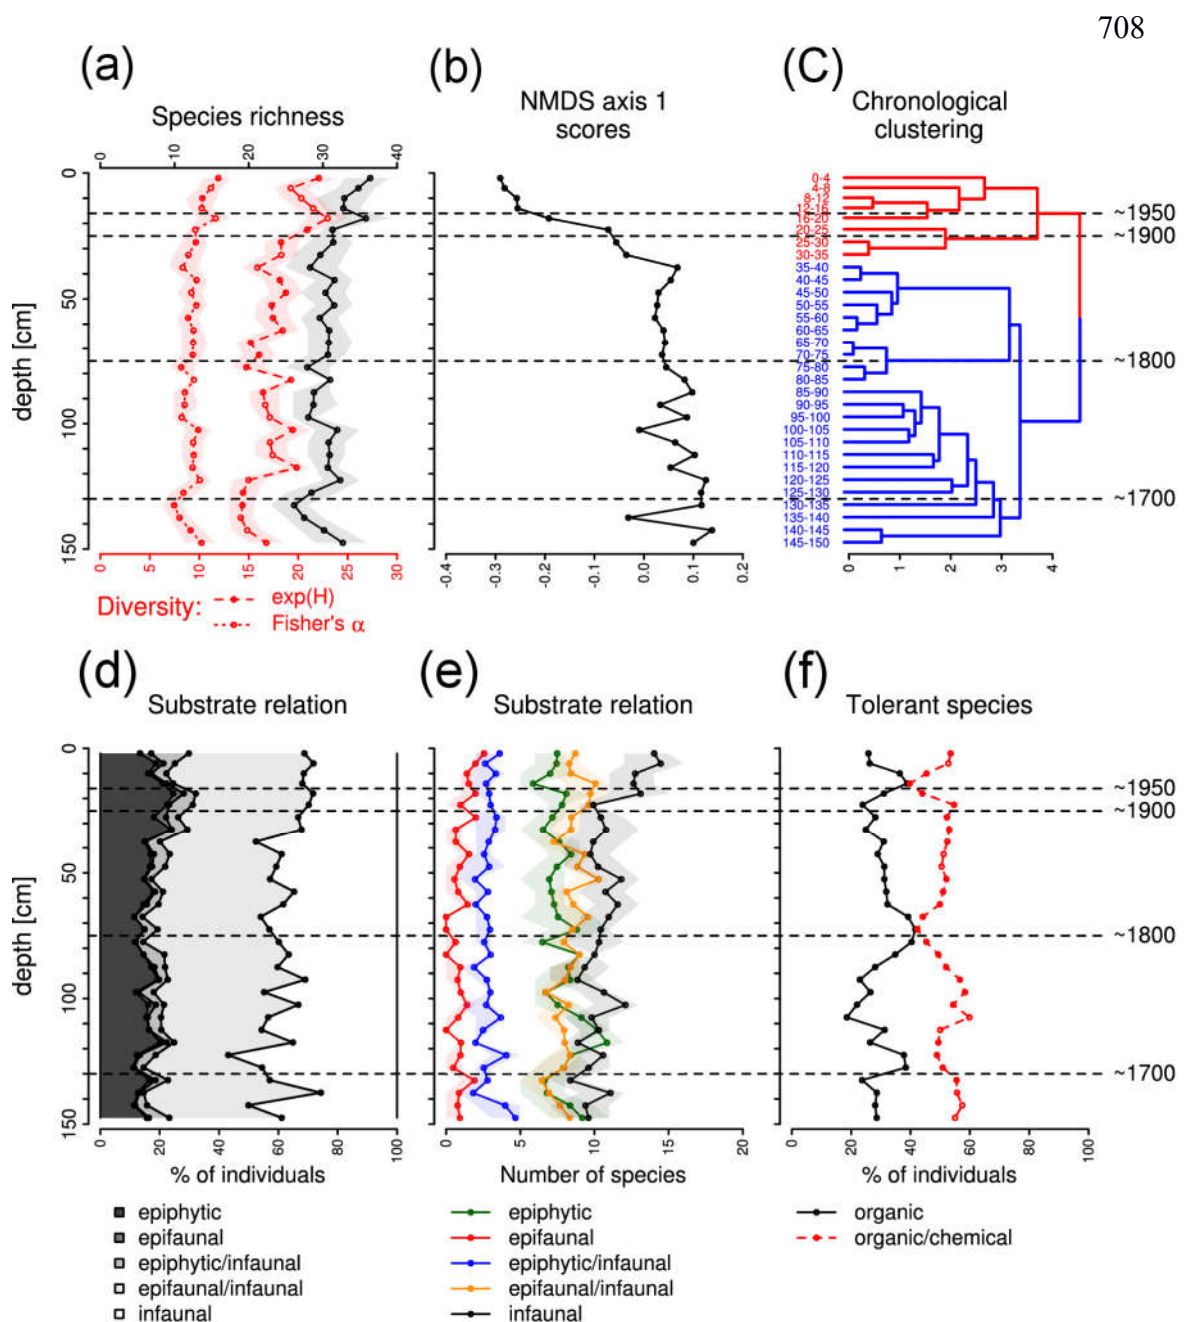 708
(a)
(b)
(C)
Species richness
NMDS axis 1
scores
Chronological
clustering
0 10 20 30 40
depth [cm]
0
50
100
150
0-4
4-8
8-12
12-16
16-20
20-25
25-30
30-35
35-40
40-45
45-50
50-55
55-60
60-65
65-70
70-75
75-80
80-85
85-90
90-95
95-100
100-105
105-110
110-115
115-120
120-125
125-130
130-135
135-140
140-145
145-150
~1950
~1900
~1800
~1700
0 5 10 15 20 25 30
-0.4 -0.3 -0.2 -0.1 0.0 0.1 0.2
0 1 2 3 4
Diversity:
exp(H)
Fisher's α
(d)
(e)
(f)
Substrate relation
Substrate relation
Tolerant species
depth [cm]
0
50
100
150
~1950
~1900
~1800
~1700
0 20 40 60 80 100
0 5 10 15 20
0 20 40 60 80 100
% of individuals
Number of species
% of individuals
epiphytic
epifaunal
epiphytic/infaunal
epifaunal/infaunal
infaunal
epiphytic
epifaunal
epiphytic/infaunal
epifaunal/infaunal
infaunal
organic
organic/chemical